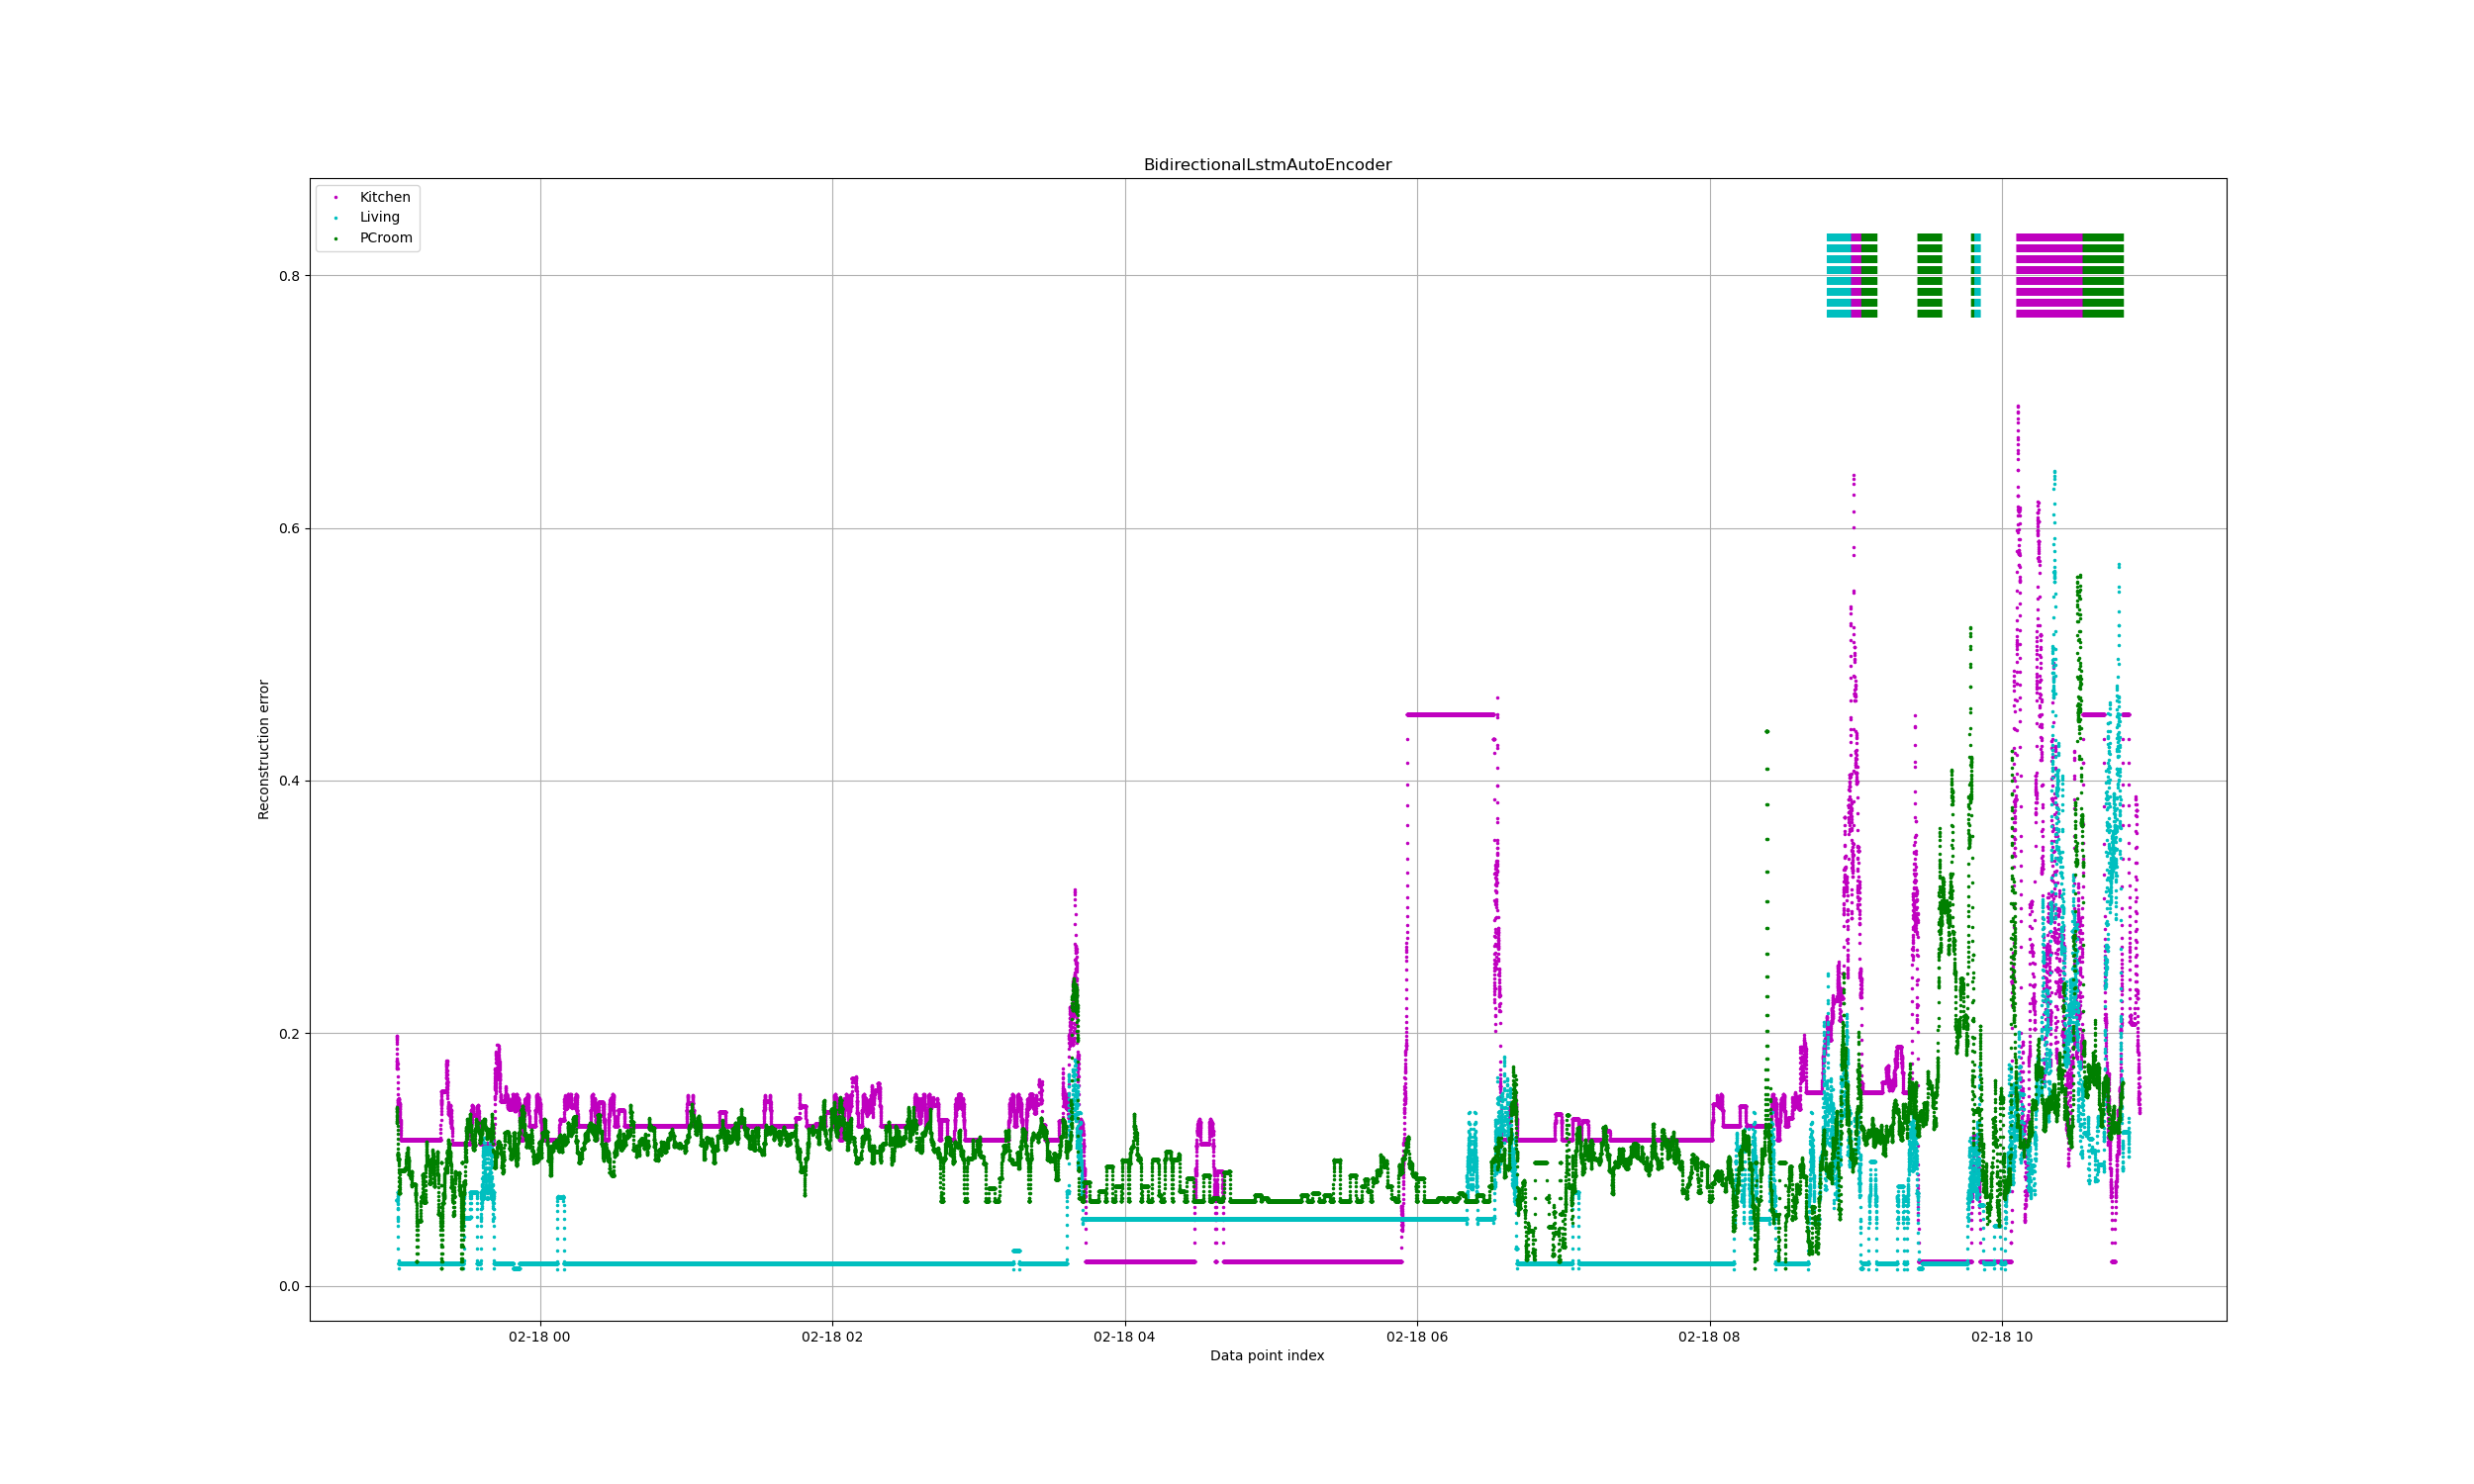 BidirectionalLstmAutoEncoder
Kitchen
Living
PCroom
0.8
0.6
0.4
0.2
0.0
Reconstruction error
02-18 00 02-18 02 02-18 04 02-18 06 02-18 08 02-18 10
Data point index